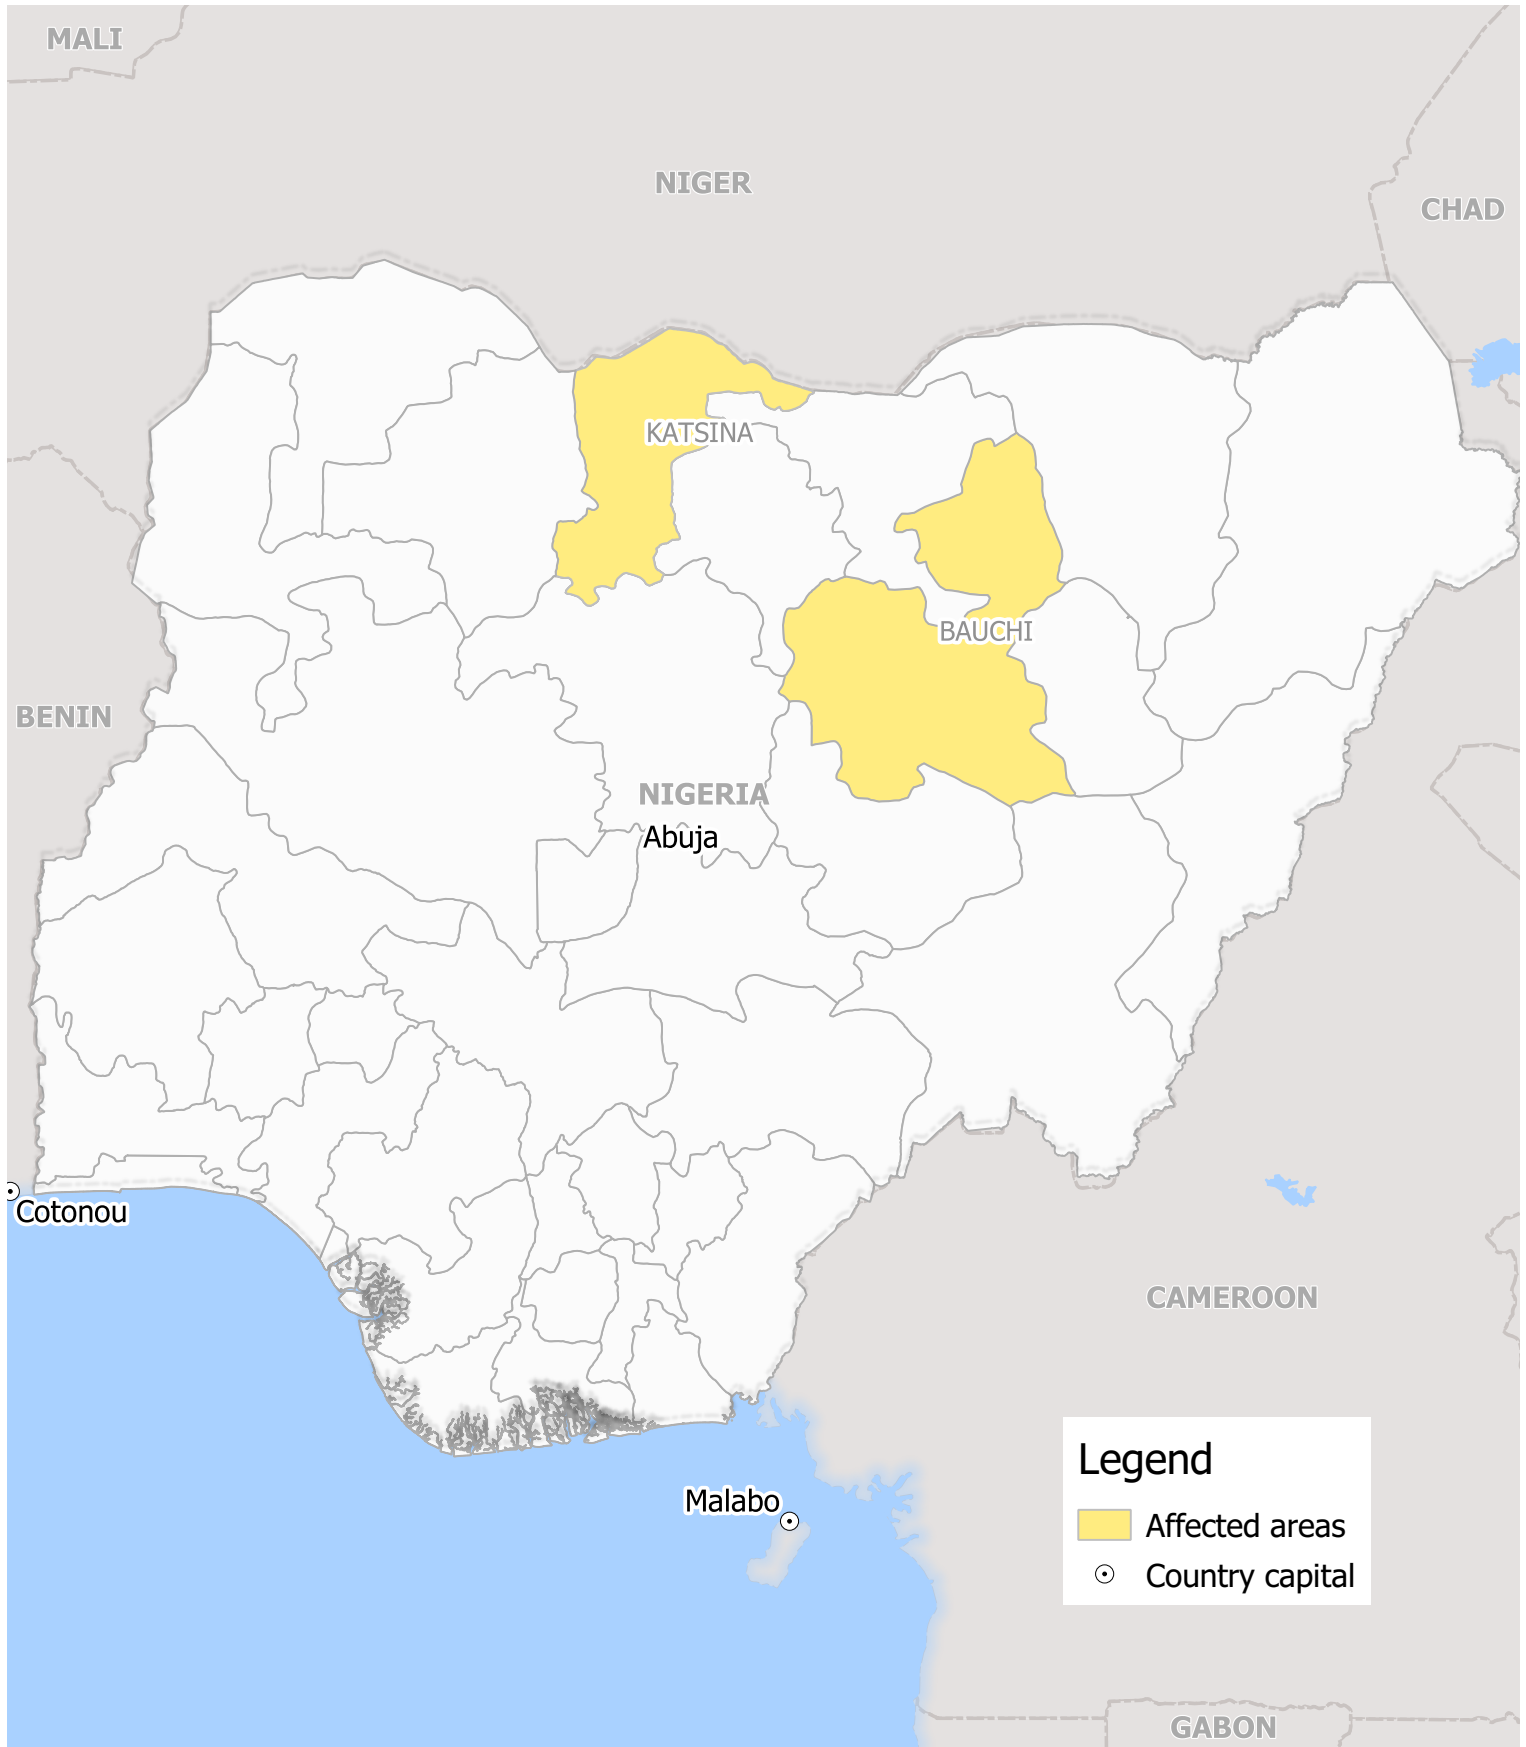 MALI
NIGER
CHAD
KATSINA
BAUCHI
BENIN
NIGERIA
Abuja
Cotonou
CAMEROON
Malabo
Legend
Affected areas
Country capital
GABON